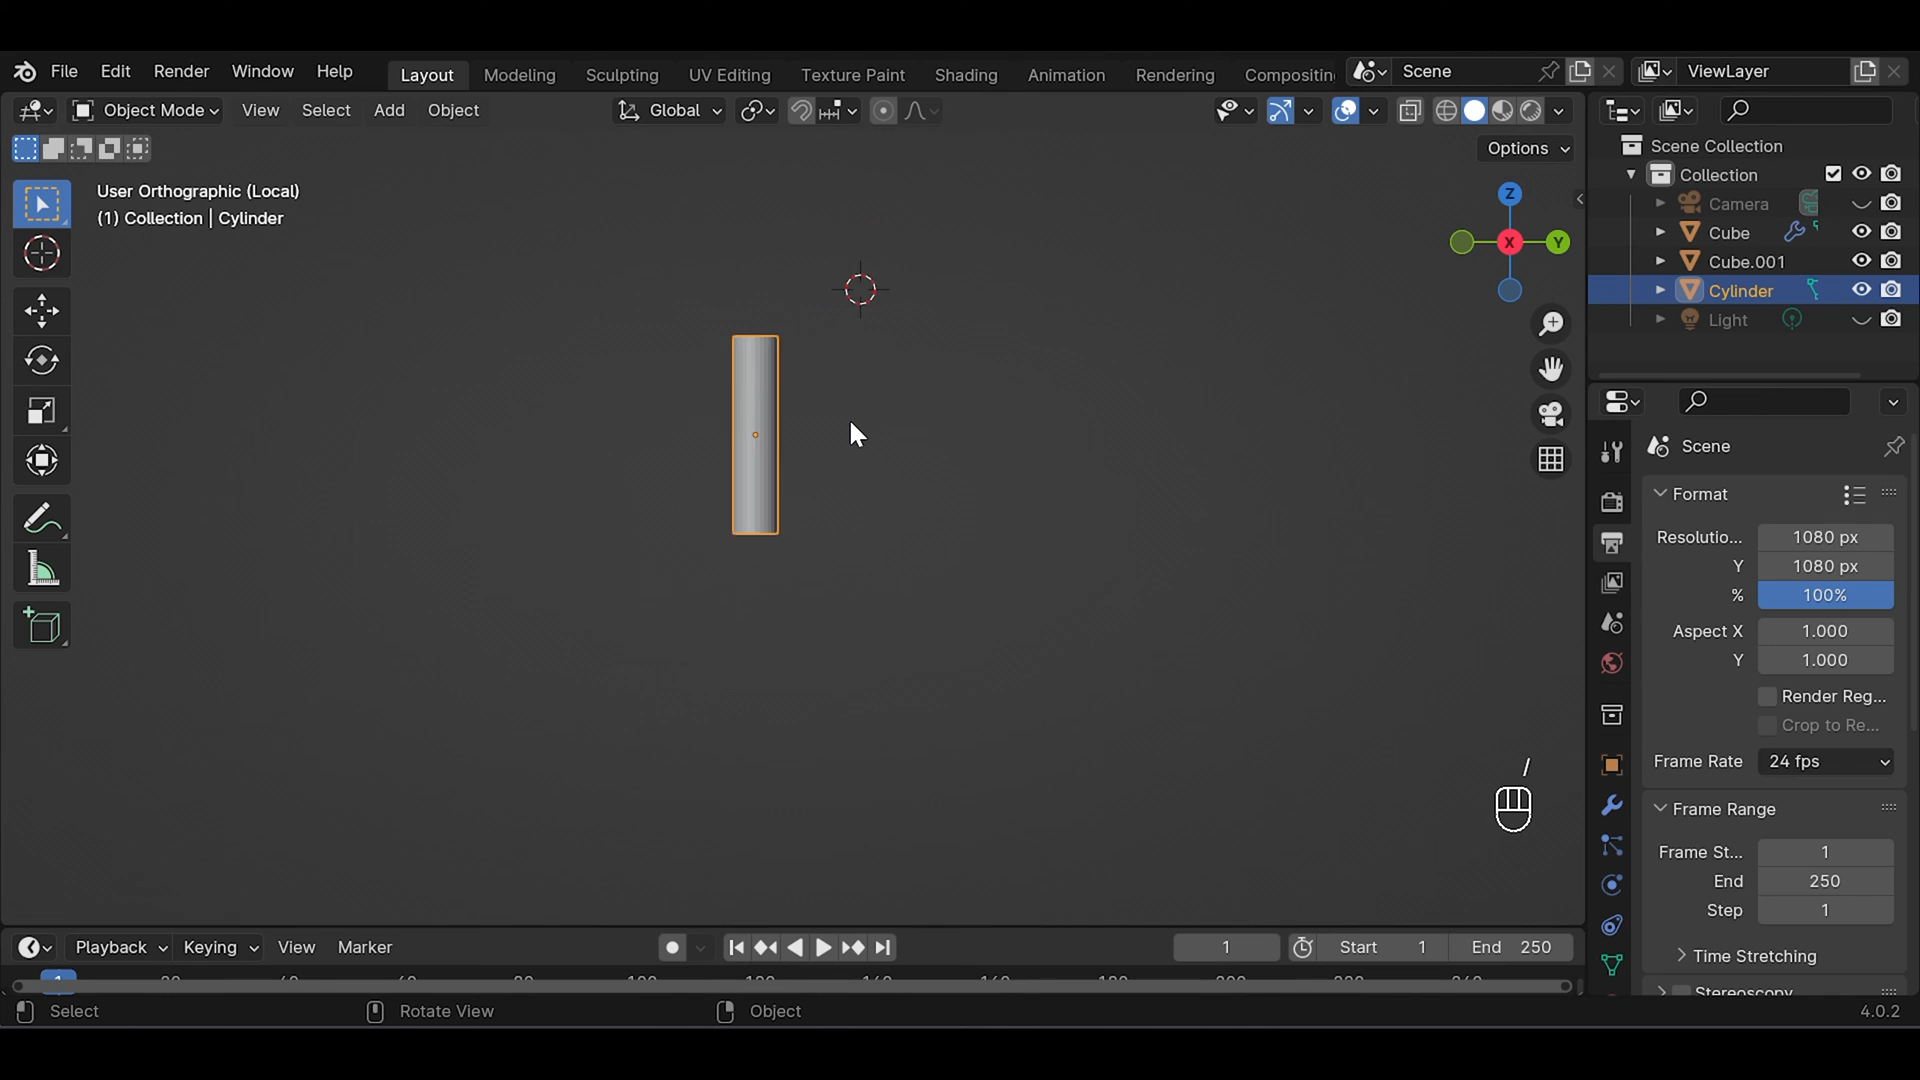 File Edit Render Window Help Layout Modeling Sculpting UV Editing Texture Paint Shading Animation Rendering Scene ViewLayer
Object Mode View Select Add Object Global
Options
User Orthographic (Local)
(1) Collection | Cylinder
Z
X
Y
Scene Collection
Collection
Camera
Cube
Cube.001
Cylinder
Light
Scene
Format
Resolutio... 1080 px
Y 1080 px
% 100%
Aspect X 1.000
Y 1.000
Render Reg...
Crop to Re...
Frame Rate 24 fps
Frame Range
Frame St... 1
End 250
Step 1
Time Stretching
Stereoscopy
/
Playback Keying View Marker 1 Start 1 End 250
1
Select Rotate View Object 4.0.2